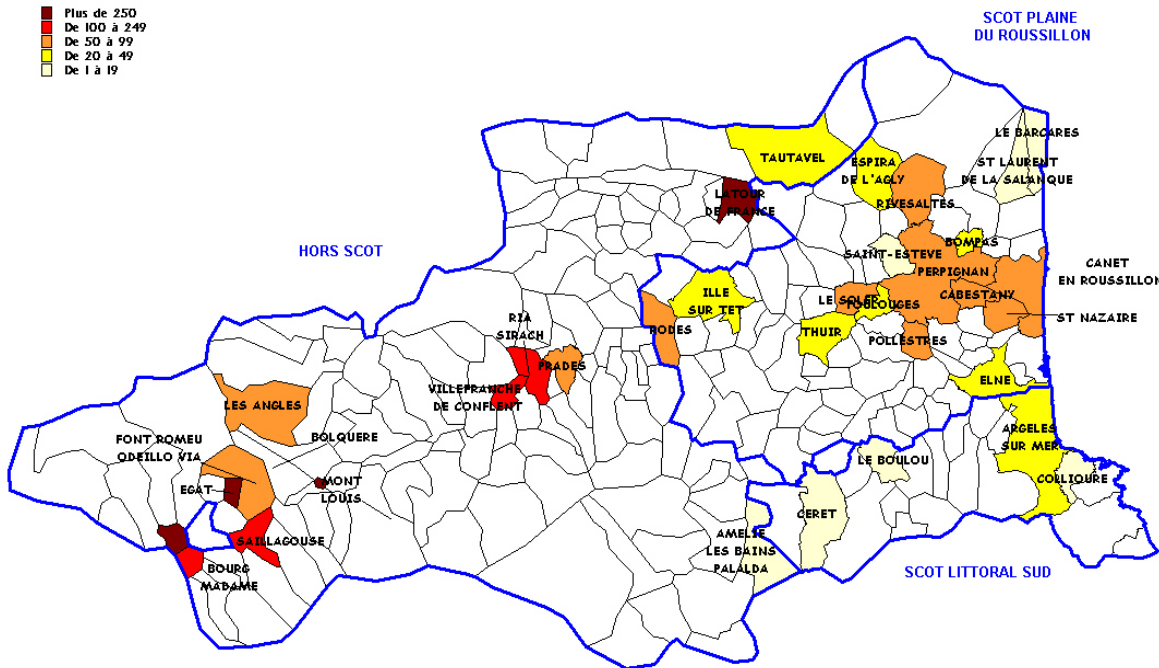 Plus de 250
De 100 à 249
De 50 à 99
De 20 à 49
De 1 à 19
SCOT PLAINE
DU ROUSSILLON
LE BARCARES
TAUTAVEL
ESPIRA
DE L'AGLY
ST LAURENT
DE LA SALANQUE
LATOUR
DE FRANCE
RIVESALTES
HORS SCOT
SAINT-ESTEVE
BOMPAS
PERPIGNAN
CANET
EN ROUSSILLON
ILLE
SUR TET
LE SOLER
TOULOUGES
CABESTANY
ST NAZAIRE
RIA
SIRACH
RODES
THUIR
POLLESTRES
PRADES
VILLEFRANCHE
DE CONFLENT
ELNE
LES ANGLES
BOLQUERE
FONT ROMEU
ODEILLO VIA
ARGELES
SUR MER
LE BOULOU
COLLIOURE
EGAT
MONT
LOUIS
CERET
SAILLAGOUSE
AMELIE
LES BAINS
PALALDA
BOURG
MADAME
SCOT LITTORAL SUD